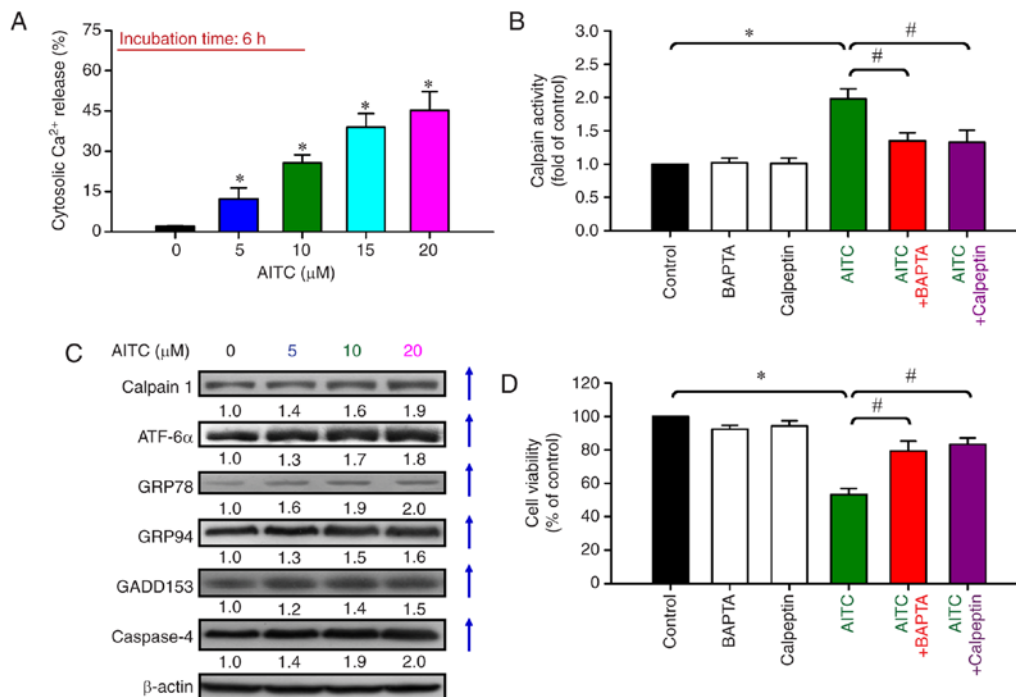 A
Incubation time: 6 h
Cytosolic Ca²⁺ release (%)
75
60
45
30
15
0
* * * *
0 5 10 15 20
AITC (μM)
B
Calpain activity
(fold of control)
3.0
2.5
2.0
1.5
1.0
0.5
0.0
* # #
Control
BAPTA
Calpeptin
AITC
AITC
+BAPTA
AITC
+Calpeptin
C
AITC (μM) 0 5 10 20
Calpain 1
1.0 1.4 1.6 1.9
ATF-6α
1.0 1.3 1.7 1.8
GRP78
1.0 1.6 1.9 2.0
GRP94
1.0 1.3 1.5 1.6
GADD153
1.0 1.2 1.4 1.5
Caspase-4
1.0 1.4 1.9 2.0
β-actin
D
Cell viability
(% of control)
120
100
80
60
40
20
0
* # #
Control
BAPTA
Calpeptin
AITC
AITC
+BAPTA
AITC
+Calpeptin